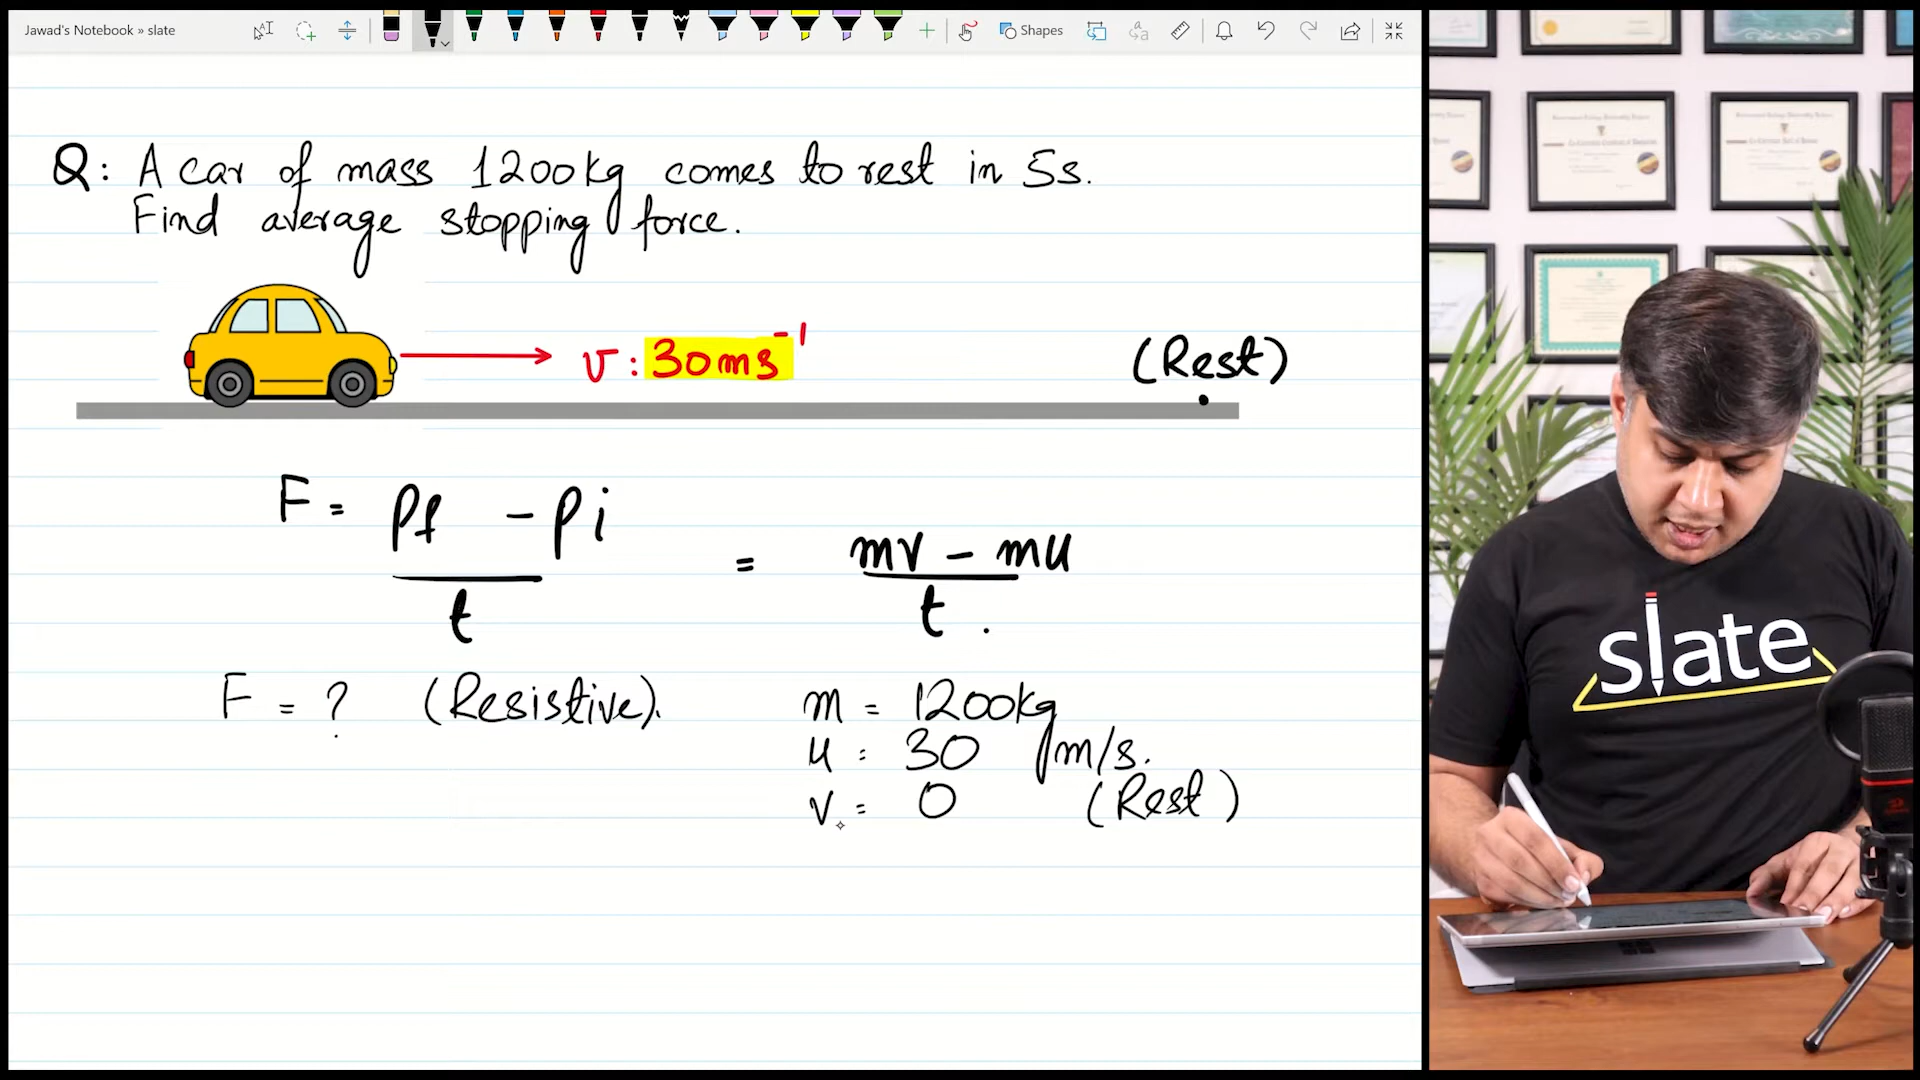 Jawad's Notebook » slate
Shapes
Q: A car of mass 1200kg comes to rest in 5s.
Find average stopping force.
v: 30ms⁻¹
(Rest)
F = pf - pi / t = mv - mu / t.
F = ? (Resistive).
m = 1200kg
u = 30 m/s.
v = 0 (Rest)
slate